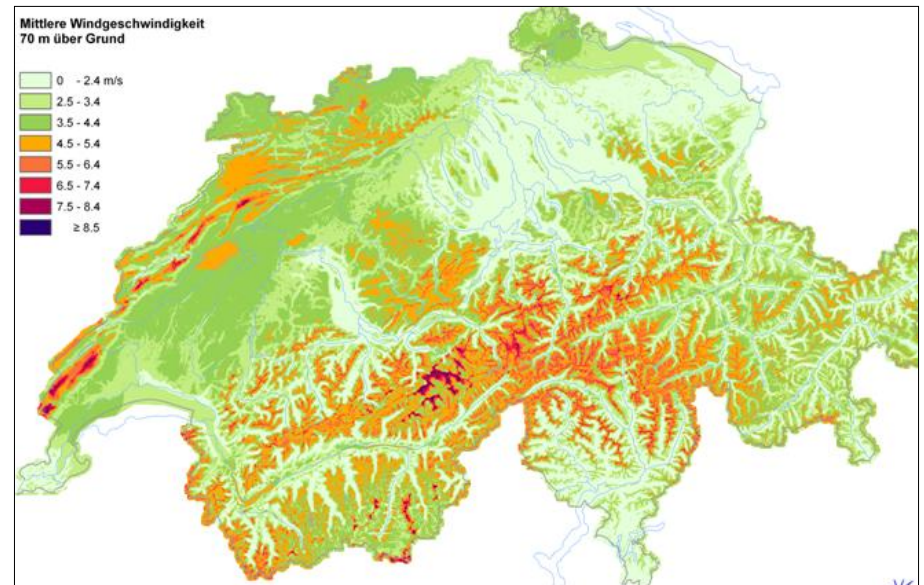 Mittlere Windgeschwindigkeit
70 m über Grund
0 - 2.4 m/s
2.5 - 3.4
3.5 - 4.4
4.5 - 5.4
5.5 - 6.4
6.5 - 7.4
7.5 - 8.4
≥ 8.5